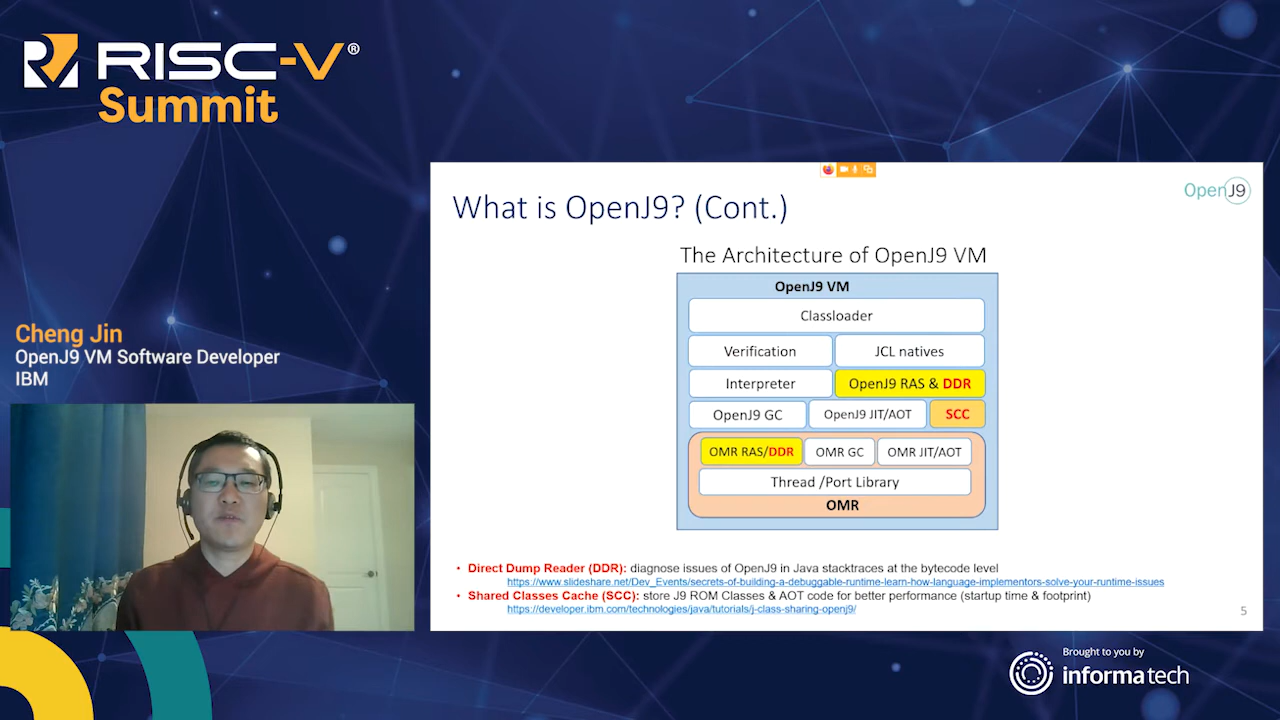 RISC-V®
Summit
Cheng Jin
OpenJ9 VM Software Developer
IBM
What is OpenJ9? (Cont.)
OpenJ9
The Architecture of OpenJ9 VM
OpenJ9 VM
Classloader
Verification
JCL natives
Interpreter
OpenJ9 RAS & DDR
OpenJ9 GC
OpenJ9 JIT/AOT
SCC
OMR RAS/DDR
OMR GC
OMR JIT/AOT
Thread /Port Library
OMR
• Direct Dump Reader (DDR): diagnose issues of OpenJ9 in Java stacktraces at the bytecode level
https://www.slideshare.net/Dev_Events/secrets-of-building-a-debuggable-runtime-learn-how-language-implementors-solve-your-runtime-issues
• Shared Classes Cache (SCC): store J9 ROM Classes & AOT code for better performance (startup time & footprint)
https://developer.ibm.com/technologies/java/tutorials/j-class-sharing-openj9/
5
Brought to you by
informa tech